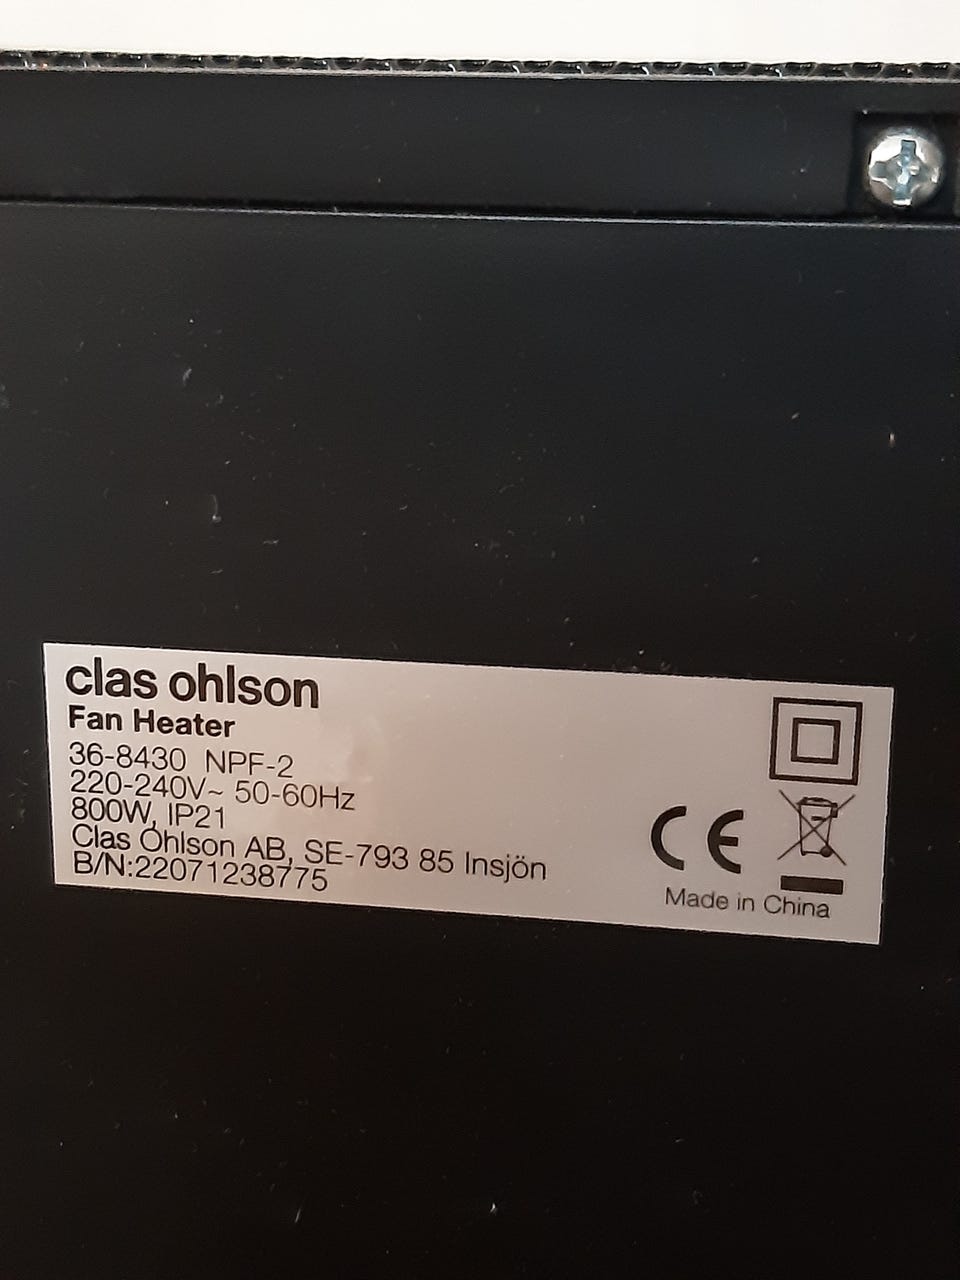 clas ohlson
Fan Heater
36-8430 NPF-2
220-240V~ 50-60Hz
800W, IP21
Clas Ohlson AB, SE-793 85 Insjön
B/N:22071238775
CE
Made in China